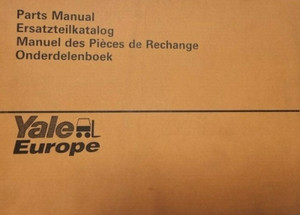 Parts Manual
Ersatzteilkatalog
Manuel des Pièces de Rechange
Onderdelenboek
Yale
Europe